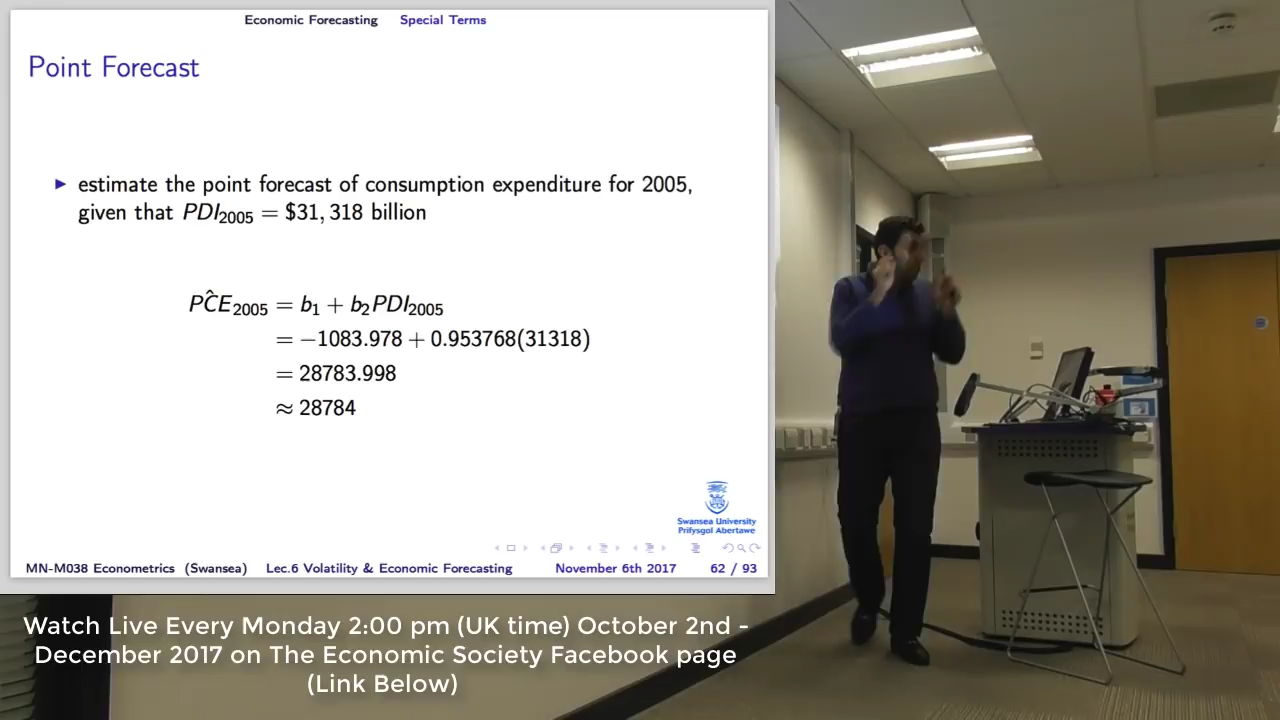 Economic Forecasting Special Terms
Point Forecast
▶ estimate the point forecast of consumption expenditure for 2005,
given that PDI₂₀₀₅ = $31, 318 billion
PĈE₂₀₀₅ = b₁ + b₂PDI₂₀₀₅
= −1083.978 + 0.953768(31318)
= 28783.998
≈ 28784
Swansea University
Prifysgol Abertawe
MN-M038 Econometrics (Swansea) Lec.6 Volatility & Economic Forecasting November 6th 2017 62 / 93
Watch Live Every Monday 2:00 pm (UK time) October 2nd -
December 2017 on The Economic Society Facebook page
(Link Below)